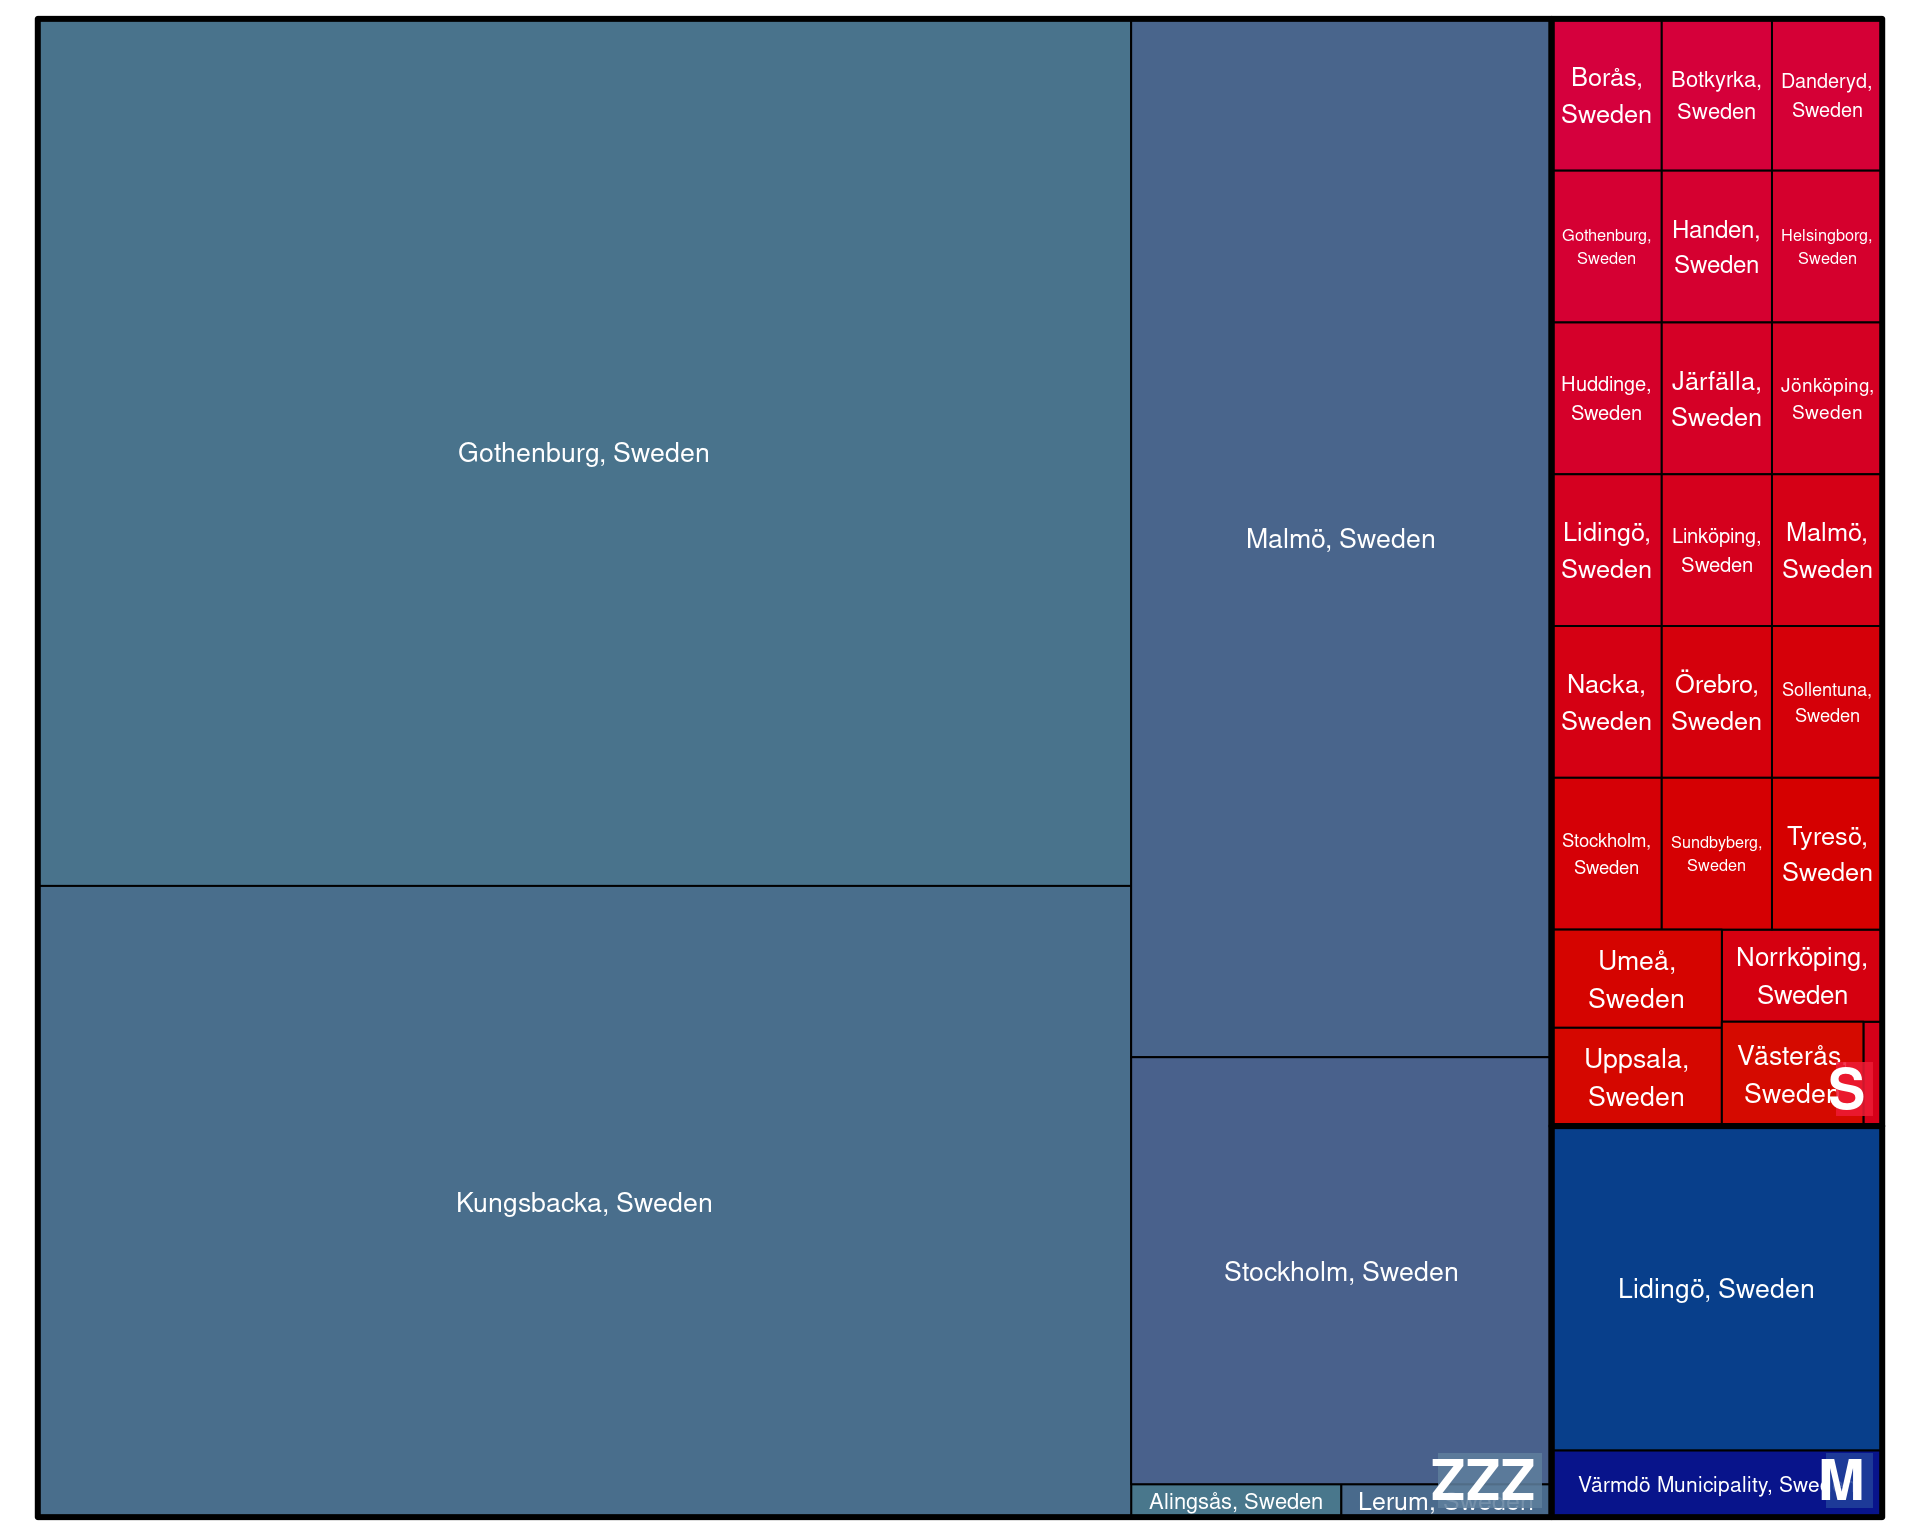 Gothenburg, Sweden
Kungsbacka, Sweden
Malmö, Sweden
Stockholm, Sweden
Alingsås, Sweden
Lerum, Sweden
ZZZ
Borås,
Sweden
Botkyrka,
Sweden
Danderyd,
Sweden
Gothenburg,
Sweden
Handen,
Sweden
Helsingborg,
Sweden
Huddinge,
Sweden
Järfälla,
Sweden
Jönköping,
Sweden
Lidingö,
Sweden
Linköping,
Sweden
Malmö,
Sweden
Nacka,
Sweden
Örebro,
Sweden
Sollentuna,
Sweden
Stockholm,
Sweden
Sundbyberg,
Sweden
Tyresö,
Sweden
Umeå,
Sweden
Norrköping,
Sweden
Uppsala,
Sweden
Västerås,
Sweden
S
Lidingö, Sweden
Värmdö Municipality, Swe
M